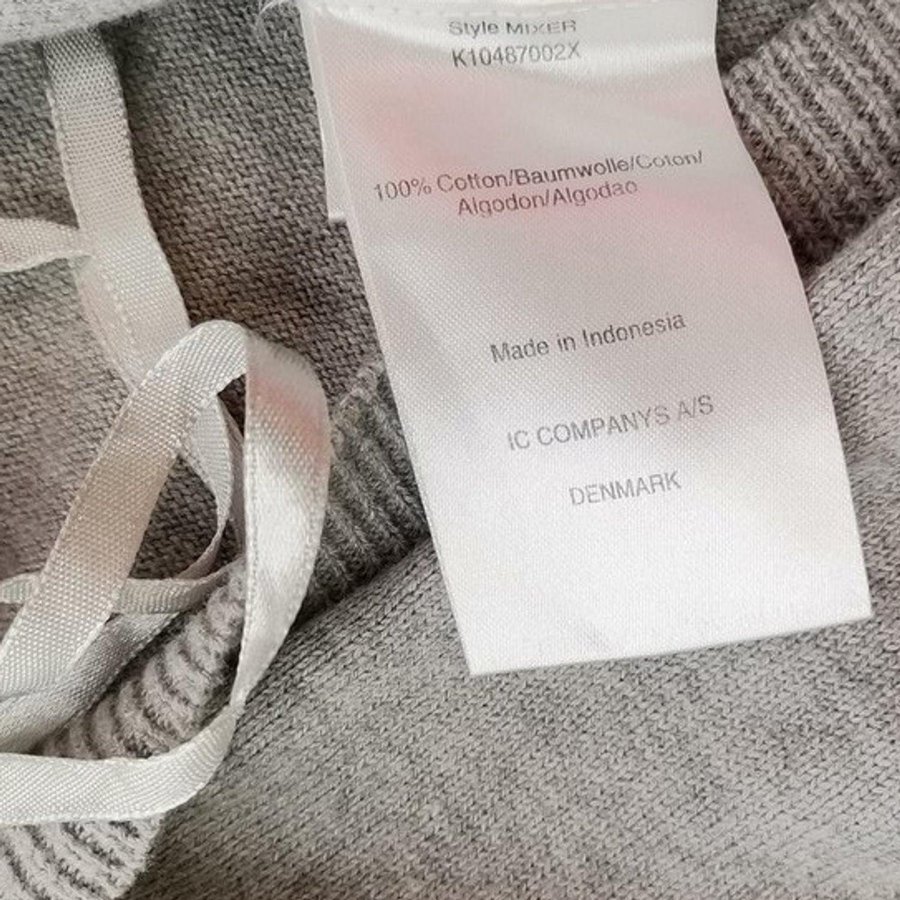 Style MIXER
K10487002X
100% Cotton/Baumwolle/Coton/
Algodon/Algodao
Made in Indonesia
IC COMPANYS A/S
DENMARK